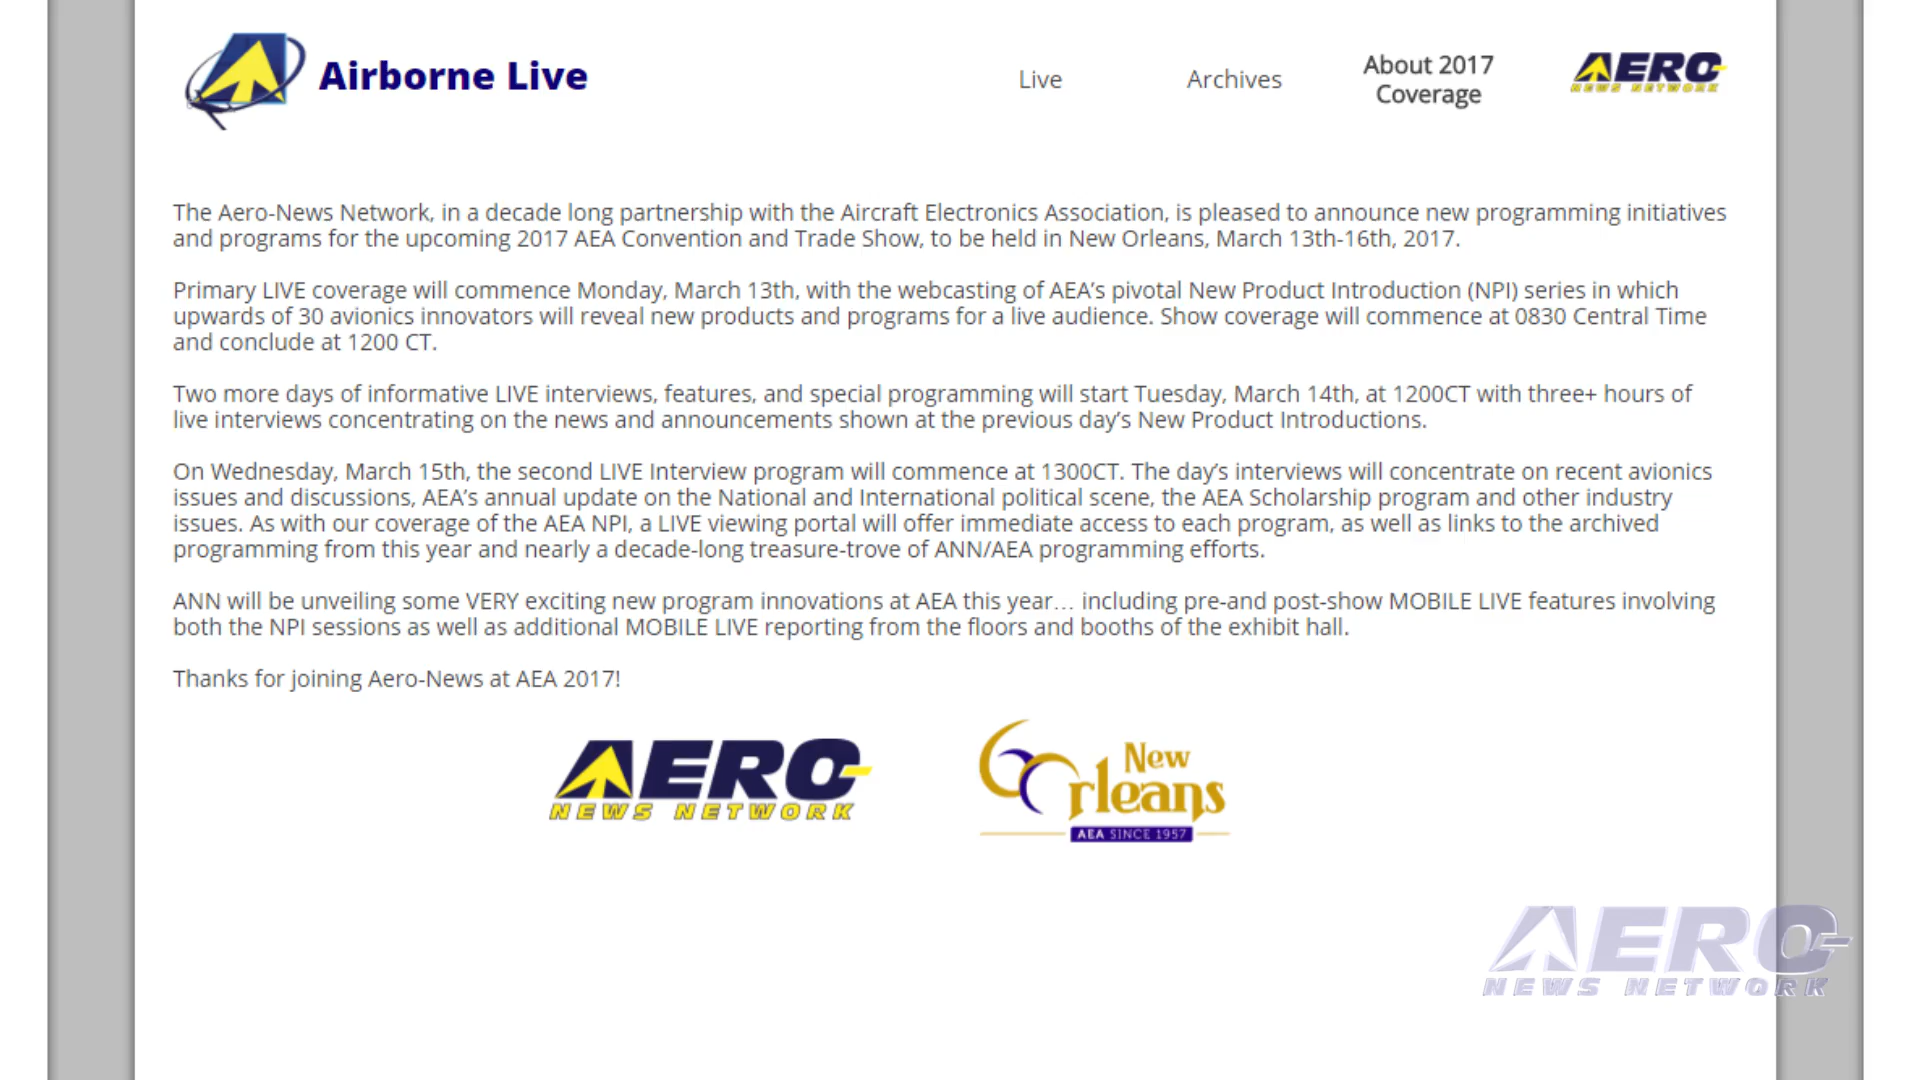 Airborne Live
Live
Archives
About 2017
Coverage
AERO
NEWS NETWORK
The Aero-News Network, in a decade long partnership with the Aircraft Electronics Association, is pleased to announce new programming initiatives
and programs for the upcoming 2017 AEA Convention and Trade Show, to be held in New Orleans, March 13th-16th, 2017.
Primary LIVE coverage will commence Monday, March 13th, with the webcasting of AEA’s pivotal New Product Introduction (NPI) series in which
upwards of 30 avionics innovators will reveal new products and programs for a live audience. Show coverage will commence at 0830 Central Time
and conclude at 1200 CT.
Two more days of informative LIVE interviews, features, and special programming will start Tuesday, March 14th, at 1200CT with three+ hours of
live interviews concentrating on the news and announcements shown at the previous day’s New Product Introductions.
On Wednesday, March 15th, the second LIVE Interview program will commence at 1300CT. The day’s interviews will concentrate on recent avionics
issues and discussions, AEA’s annual update on the National and International political scene, the AEA Scholarship program and other industry
issues. As with our coverage of the AEA NPI, a LIVE viewing portal will offer immediate access to each program, as well as links to the archived
programming from this year and nearly a decade-long treasure-trove of ANN/AEA programming efforts.
ANN will be unveiling some VERY exciting new program innovations at AEA this year… including pre-and post-show MOBILE LIVE features involving
both the NPI sessions as well as additional MOBILE LIVE reporting from the floors and booths of the exhibit hall.
Thanks for joining Aero-News at AEA 2017!
AERO
NEWS NETWORK
60
New
Orleans
AEA SINCE 1957
AERO
NEWS NETWORK